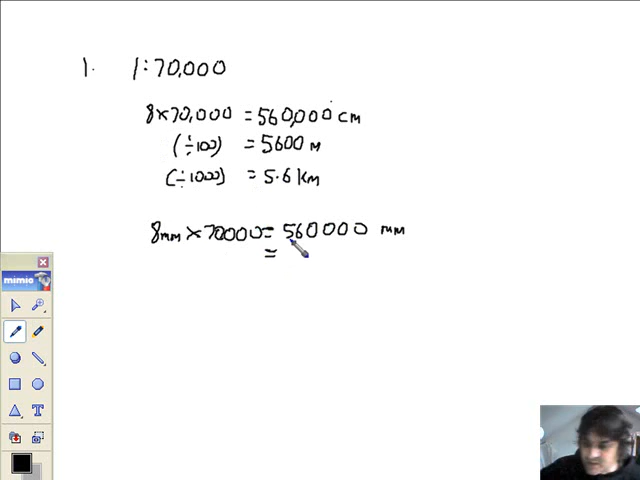 1. 1:70,000
8×70,000 = 560,000 cm
(÷100) = 5600 m
(÷1000) = 5.6 km
8mm × 70000 = 560000 mm
=
mimio
T